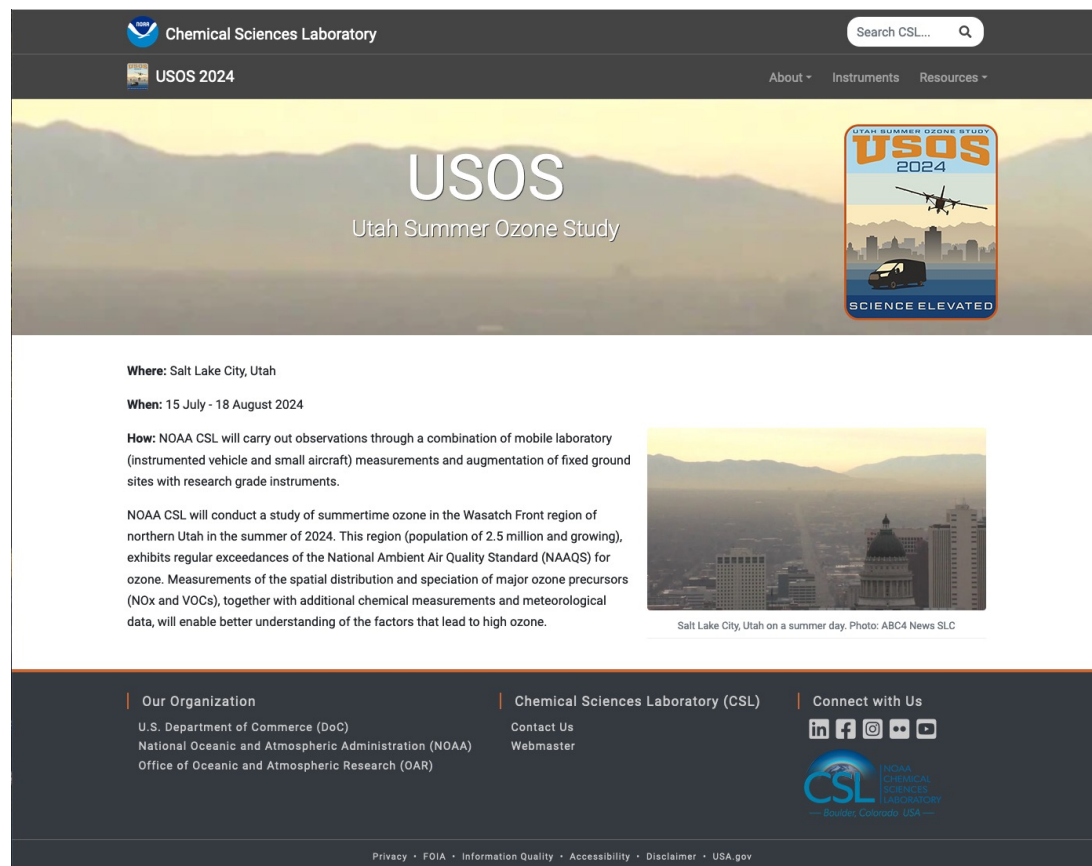 NOAA
Chemical Sciences Laboratory
Search CSL...
USOS 2024
About
Instruments
Resources
USOS
Utah Summer Ozone Study
UTAH SUMMER OZONE STUDY
USOS
2024
SCIENCE ELEVATED
Where: Salt Lake City, Utah
When: 15 July - 18 August 2024
How: NOAA CSL will carry out observations through a combination of mobile laboratory
(instrumented vehicle and small aircraft) measurements and augmentation of fixed ground
sites with research grade instruments.
NOAA CSL will conduct a study of summertime ozone in the Wasatch Front region of
northern Utah in the summer of 2024. This region (population of 2.5 million and growing),
exhibits regular exceedances of the National Ambient Air Quality Standard (NAAQS) for
ozone. Measurements of the spatial distribution and speciation of major ozone precursors
(NOx and VOCs), together with additional chemical measurements and meteorological
data, will enable better understanding of the factors that lead to high ozone.
Salt Lake City, Utah on a summer day. Photo: ABC4 News SLC
Our Organization
U.S. Department of Commerce (DoC)
National Oceanic and Atmospheric Administration (NOAA)
Office of Oceanic and Atmospheric Research (OAR)
Chemical Sciences Laboratory (CSL)
Contact Us
Webmaster
Connect with Us
CSL
NOAA
CHEMICAL
SCIENCES
LABORATORY
Boulder, Colorado USA
Privacy • FOIA • Information Quality • Accessibility • Disclaimer • USA.gov